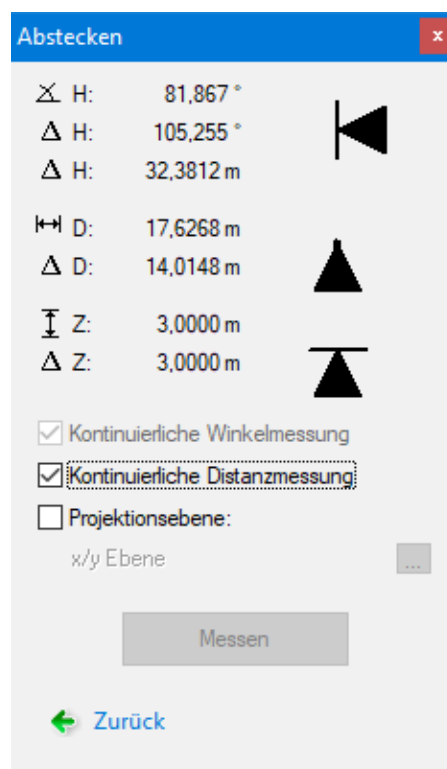 Abstecken x
H: 81,867 °
Δ H: 105,255 °
Δ H: 32,3812 m
D: 17,6268 m
Δ D: 14,0148 m
Z: 3,0000 m
Δ Z: 3,0000 m
Kontinuierliche Winkelmessung
Kontinuierliche Distanzmessung
Projektionsebene:
x/y Ebene ...
Messen
Zurück